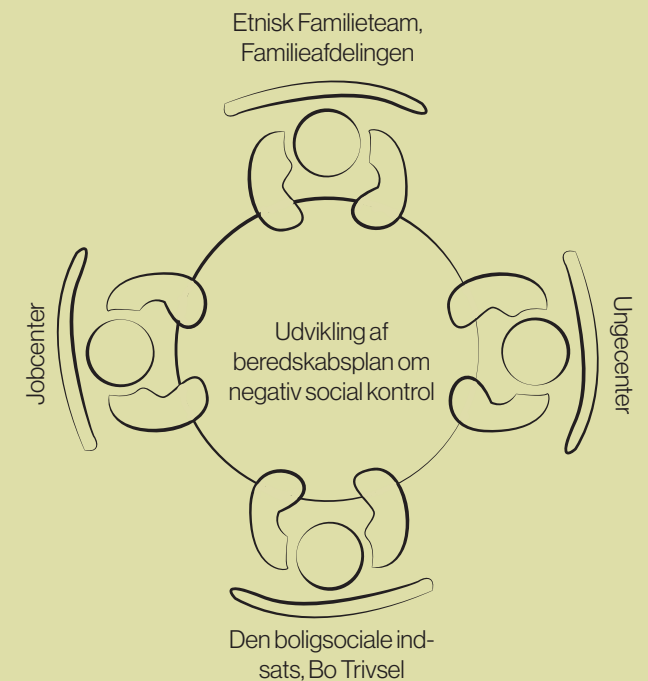 Etnisk Familieteam,
Familieafdelingen
Jobcenter
Udvikling af
beredskabsplan om
negativ social kontrol
Ungecenter
Den boligsociale ind-
sats, Bo Trivsel